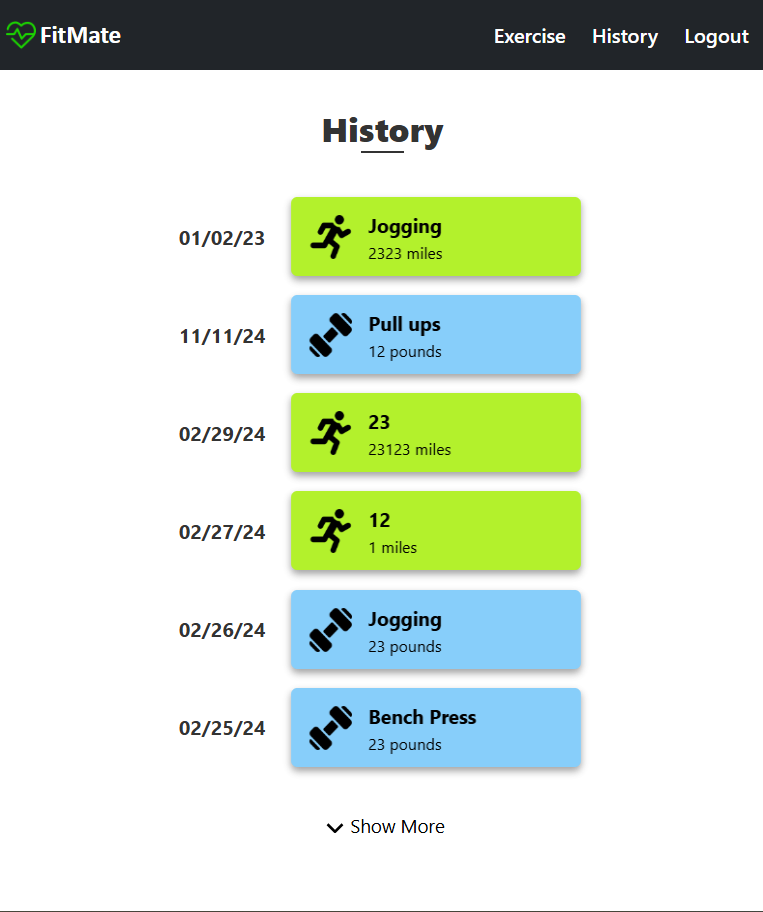 FitMate
Exercise History Logout
History
01/02/23
Jogging
2323 miles
11/11/24
Pull ups
12 pounds
02/29/24
23
23123 miles
02/27/24
12
1 miles
02/26/24
Jogging
23 pounds
02/25/24
Bench Press
23 pounds
Show More